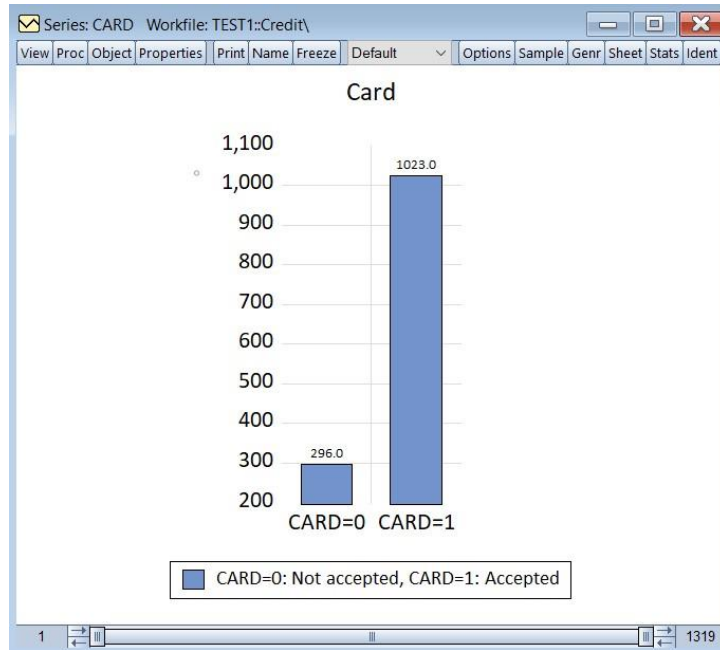 Series: CARD Workfile: TEST1::Credit\
View Proc Object Properties Print Name Freeze Default Options Sample Genr Sheet Stats Ident
Card
1,100
1023.0
1,000
900
800
700
600
500
400
296.0
300
200
CARD=0 CARD=1
CARD=0: Not accepted, CARD=1: Accepted
1 1319